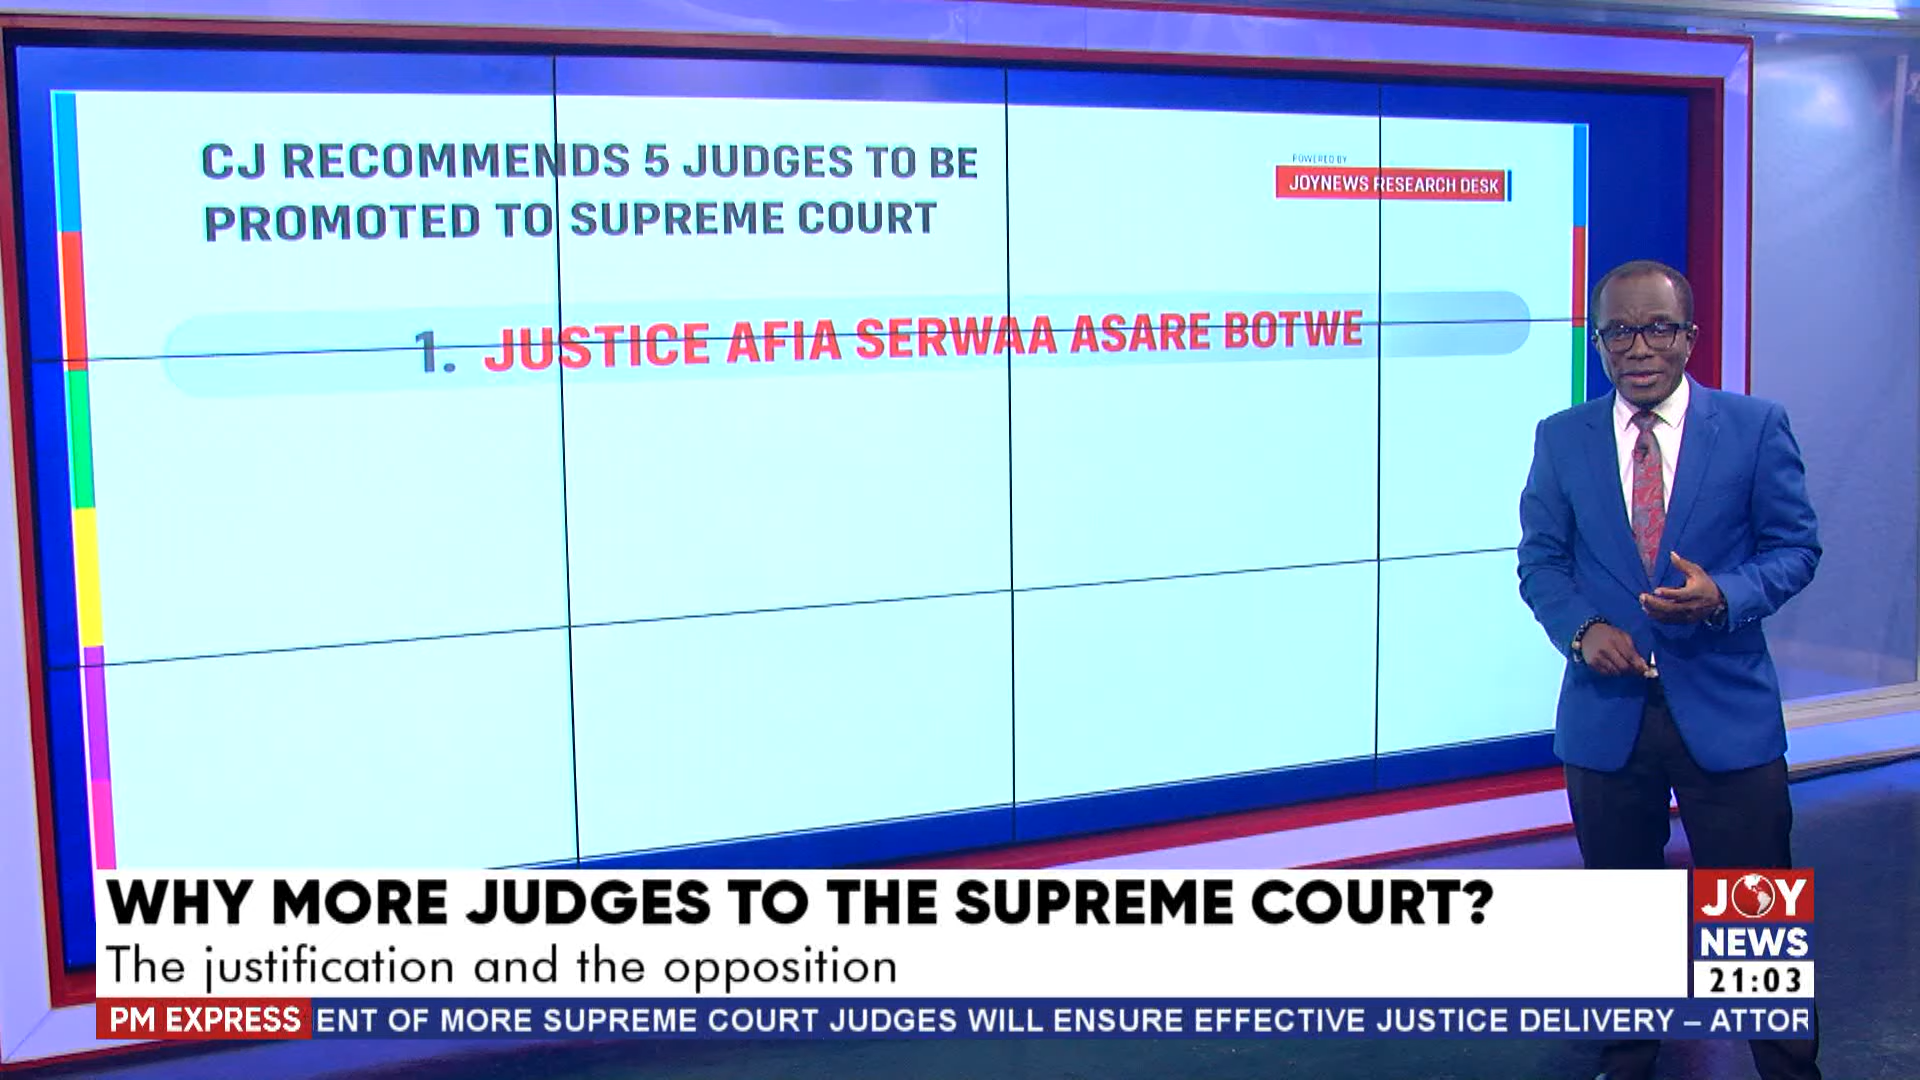 CJ RECOMMENDS 5 JUDGES TO BE
PROMOTED TO SUPREME COURT
POWERED BY
JOYNEWS RESEARCH DESK
1. JUSTICE AFIA SERWAA ASARE BOTWE
WHY MORE JUDGES TO THE SUPREME COURT?
The justification and the opposition
JOY
NEWS
21:03
PM EXPRESS
ENT OF MORE SUPREME COURT JUDGES WILL ENSURE EFFECTIVE JUSTICE DELIVERY – ATTOR